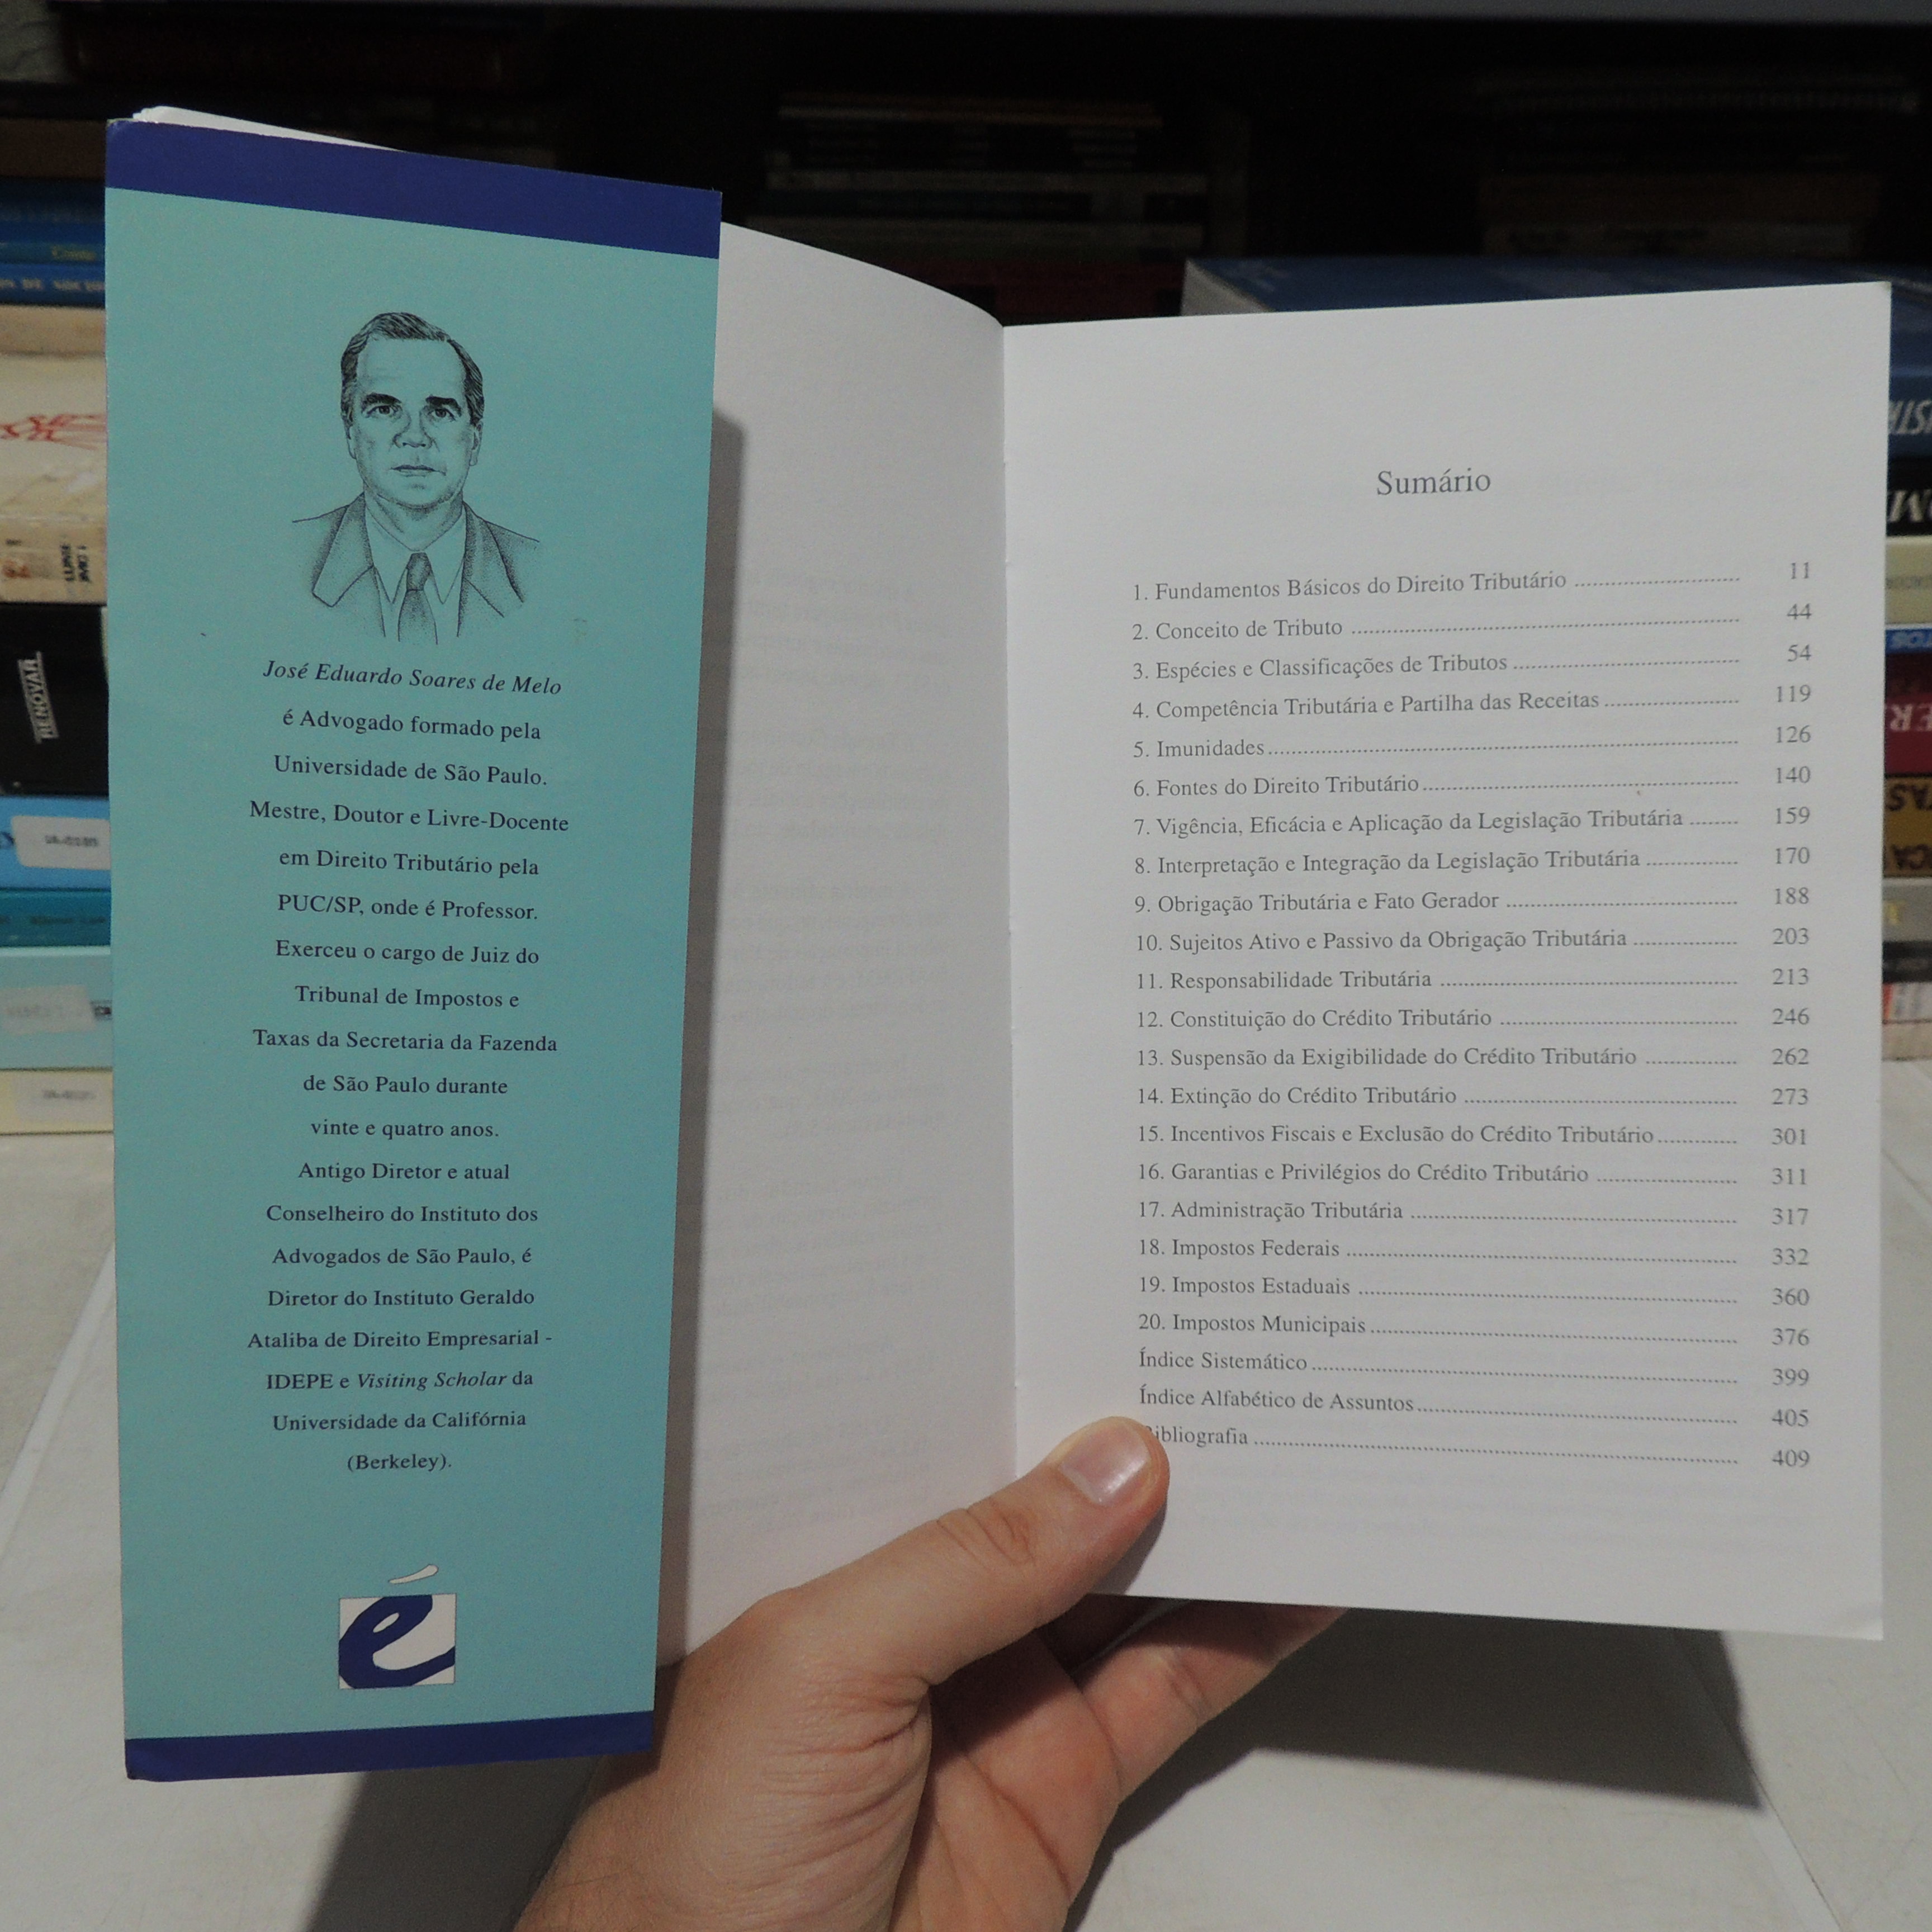 José Eduardo Soares de Melo
é Advogado formado pela
Universidade de São Paulo.
Mestre, Doutor e Livre-Docente
em Direito Tributário pela
PUC/SP, onde é Professor.
Exerceu o cargo de Juiz do
Tribunal de Impostos e
Taxas da Secretaria da Fazenda
de São Paulo durante
vinte e quatro anos.
Antigo Diretor e atual
Conselheiro do Instituto dos
Advogados de São Paulo, é
Diretor do Instituto Geraldo
Ataliba de Direito Empresarial -
IDEPE e Visiting Scholar da
Universidade da Califórnia
(Berkeley).
é
Sumário
1. Fundamentos Básicos do Direito Tributário ........ 11
2. Conceito de Tributo ........ 44
3. Espécies e Classificações de Tributos ........ 54
4. Competência Tributária e Partilha das Receitas ........ 119
5. Imunidades ........ 126
6. Fontes do Direito Tributário ........ 140
7. Vigência, Eficácia e Aplicação da Legislação Tributária ........ 159
8. Interpretação e Integração da Legislação Tributária ........ 170
9. Obrigação Tributária e Fato Gerador ........ 188
10. Sujeitos Ativo e Passivo da Obrigação Tributária ........ 203
11. Responsabilidade Tributária ........ 213
12. Constituição do Crédito Tributário ........ 246
13. Suspensão da Exigibilidade do Crédito Tributário ........ 262
14. Extinção do Crédito Tributário ........ 273
15. Incentivos Fiscais e Exclusão do Crédito Tributário ........ 301
16. Garantias e Privilégios do Crédito Tributário ........ 311
17. Administração Tributária ........ 317
18. Impostos Federais ........ 332
19. Impostos Estaduais ........ 360
20. Impostos Municipais ........ 376
Índice Sistemático ........ 399
Índice Alfabético de Assuntos ........ 405
Bibliografia ........ 409
RENOVAR